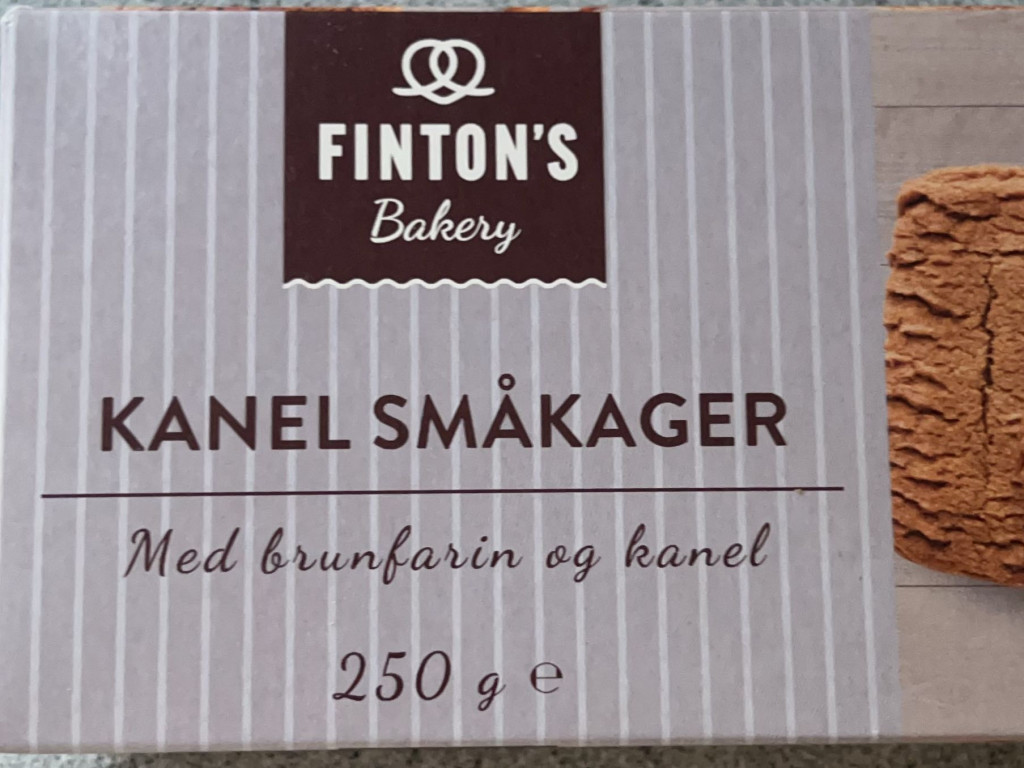 FINTON'S
Bakery
KANEL SMÅKAGER
Med brunfarin og kanel
250 g ℮